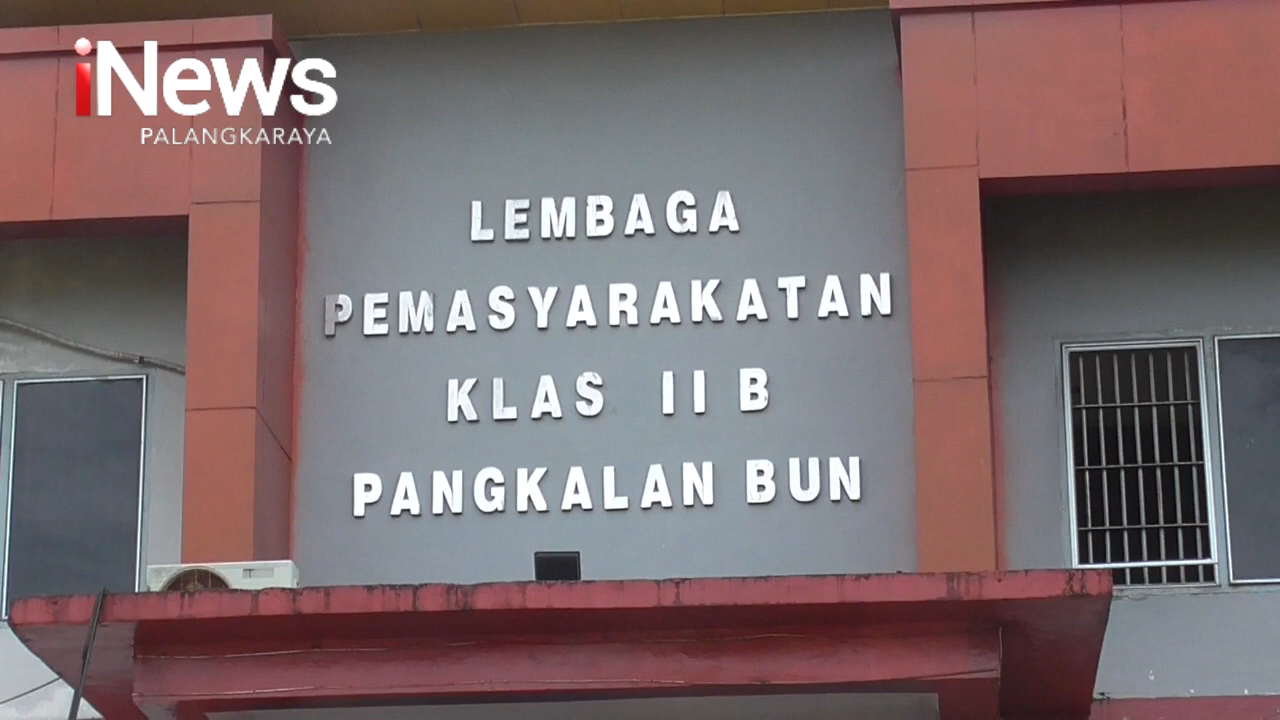 iNews
PALANGKARAYA
LEMBAGA
PEMASYARAKATAN
KLAS II B
PANGKALAN BUN